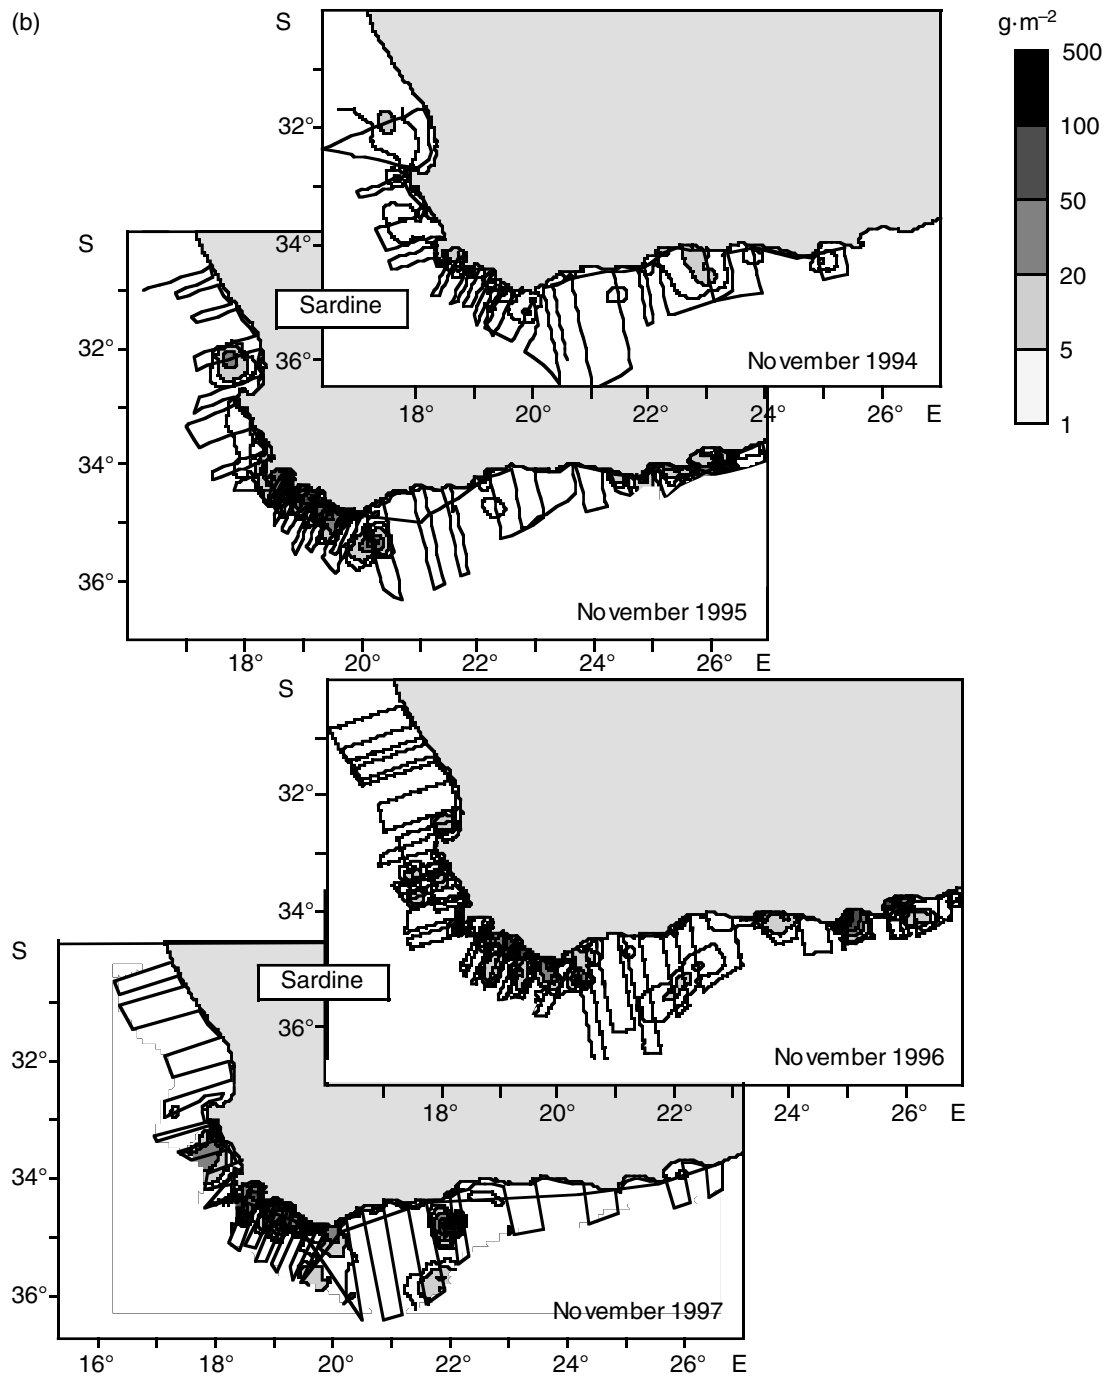 (b)
S
g·m⁻²
500
100
50
20
5
1
32°
34°
36°
Sardine
November 1994
18° 20° 22° 24° 26° E
S
32°
34°
36°
November 1995
18° 20° 22° 24° 26° E
S
32°
34°
36°
November 1996
18° 20° 22° 24° 26° E
S
Sardine
32°
34°
36°
November 1997
16° 18° 20° 22° 24° 26° E